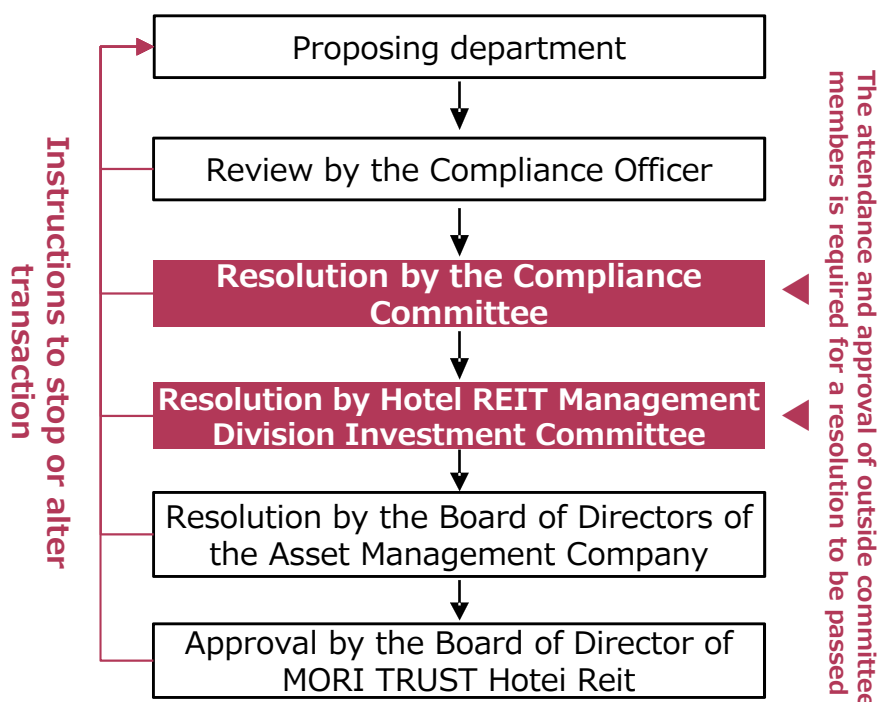 Proposing department
Review by the Compliance Officer
Resolution by the Compliance
Committee
Resolution by Hotel REIT Management
Division Investment Committee
Resolution by the Board of Directors of
the Asset Management Company
Approval by the Board of Director of
MORI TRUST Hotei Reit
Instructions to stop or alter
transaction
The attendance and approval of outside committee
members is required for a resolution to be passed